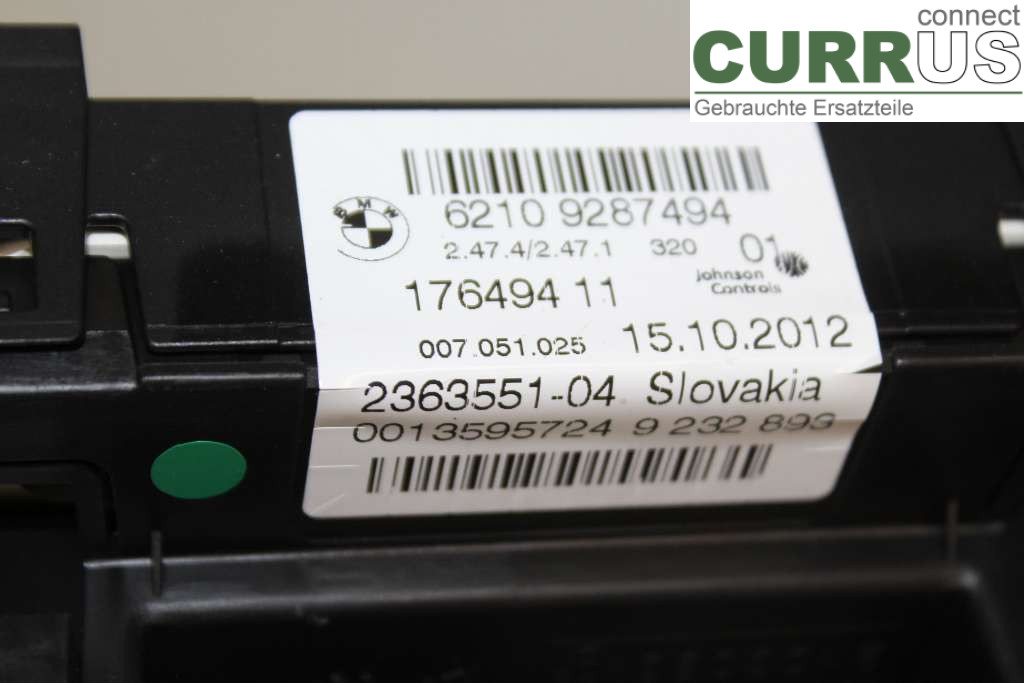 connect
CURRUS
Gebrauchte Ersatzteile
BMW
6210 9287494
2.47.4/2.47.1 320 01
Johnson Controls
176494 11
007.051.025 15.10.2012
2363551-04 Slovakia
0013595724 9 232 893